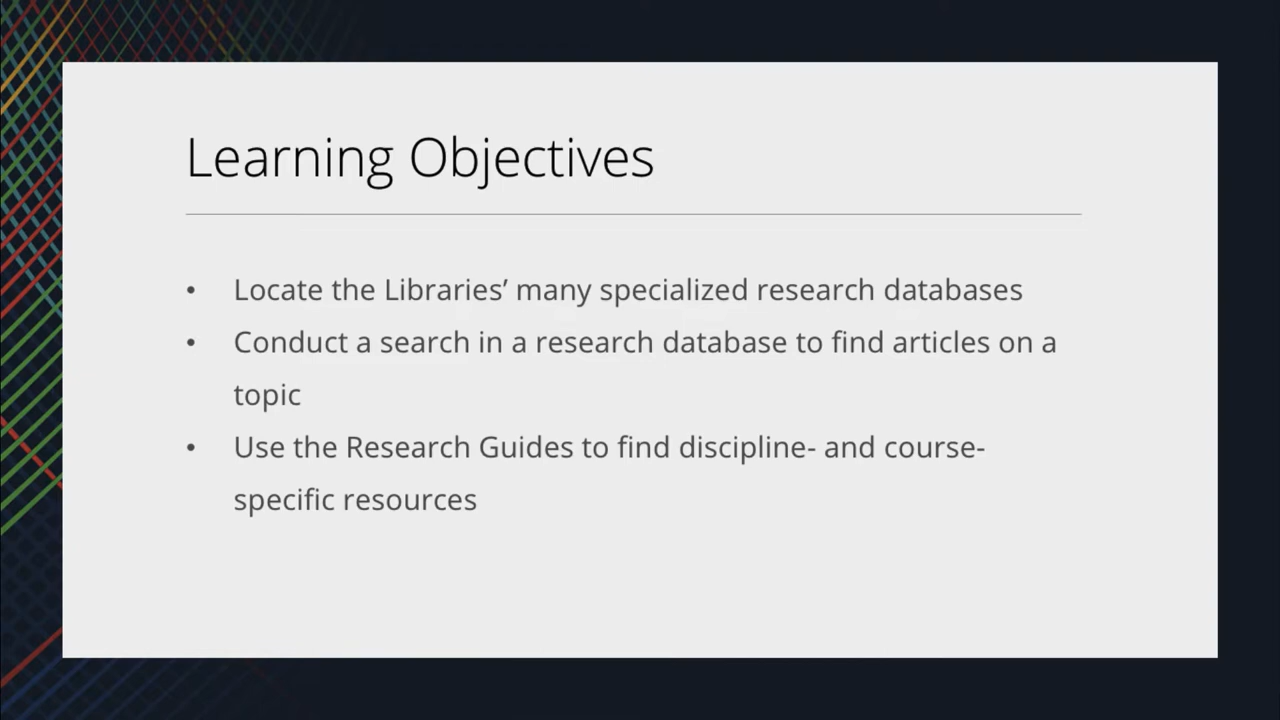 Learning Objectives
• Locate the Libraries’ many specialized research databases
• Conduct a search in a research database to find articles on a
topic
• Use the Research Guides to find discipline- and course-
specific resources